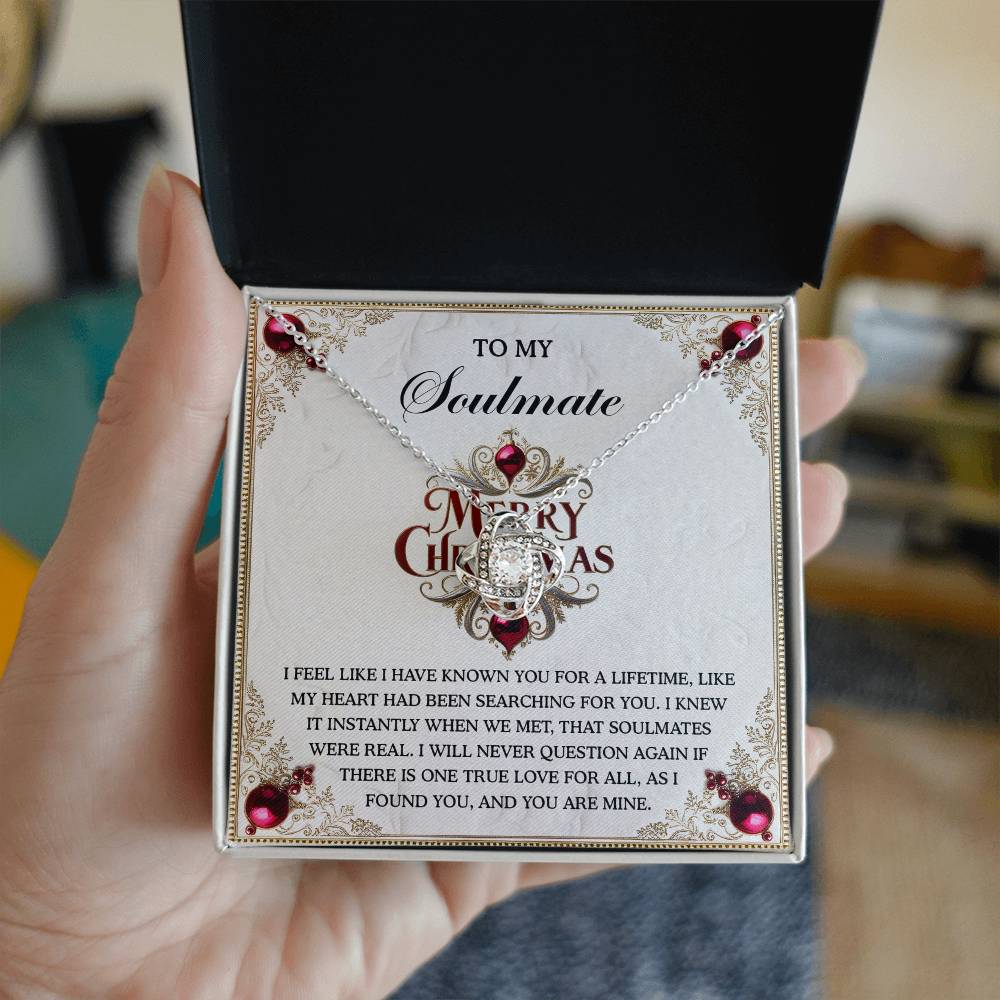 TO MY
Soulmate
MERRY
CHRISTMAS
I FEEL LIKE I HAVE KNOWN YOU FOR A LIFETIME, LIKE
MY HEART HAD BEEN SEARCHING FOR YOU. I KNEW
IT INSTANTLY WHEN WE MET, THAT SOULMATES
WERE REAL. I WILL NEVER QUESTION AGAIN IF
THERE IS ONE TRUE LOVE FOR ALL, AS I
FOUND YOU, AND YOU ARE MINE.